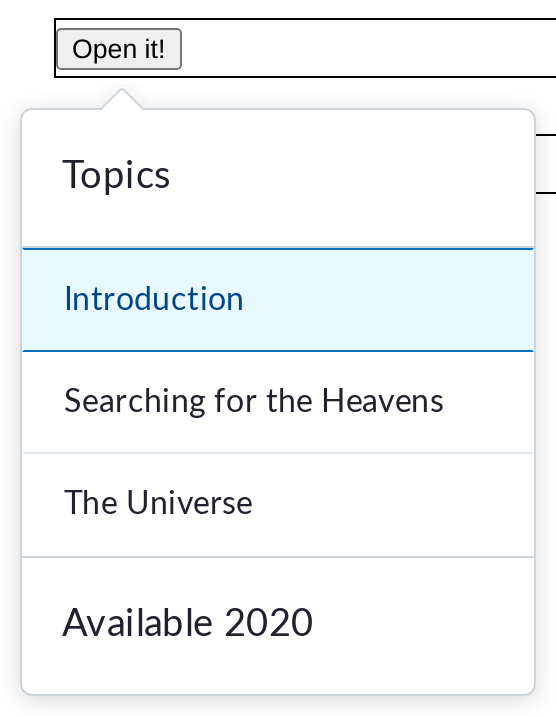 Open it!
Topics
Introduction
Searching for the Heavens
The Universe
Available 2020